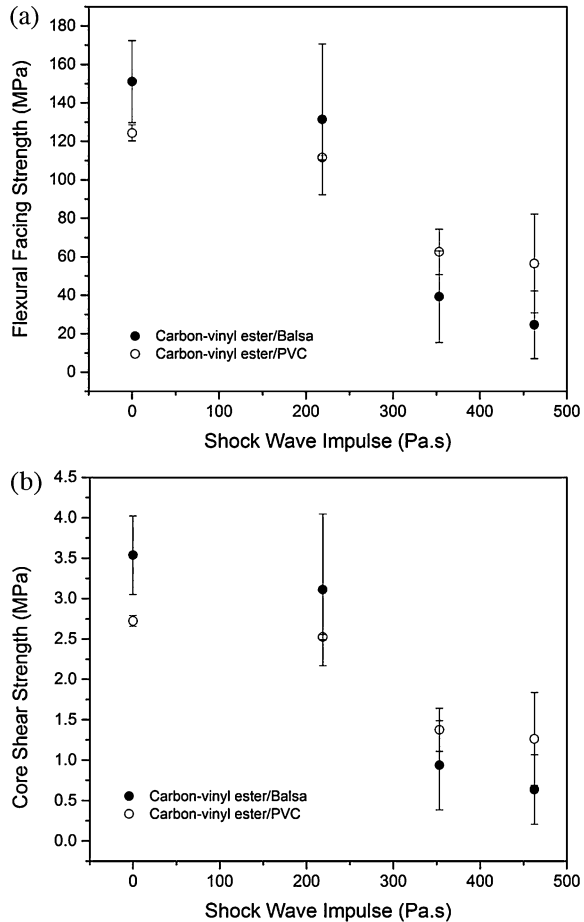 (a)
Flexural Facing Strength (MPa)
180
160
140
120
100
80
60
40
20
0
Carbon-vinyl ester/Balsa
Carbon-vinyl ester/PVC
0 100 200 300 400 500
Shock Wave Impulse (Pa.s)
(b)
Core Shear Strength (MPa)
4.5
4.0
3.5
3.0
2.5
2.0
1.5
1.0
0.5
0.0
Carbon-vinyl ester/Balsa
Carbon-vinyl ester/PVC
0 100 200 300 400 500
Shock Wave Impulse (Pa.s)